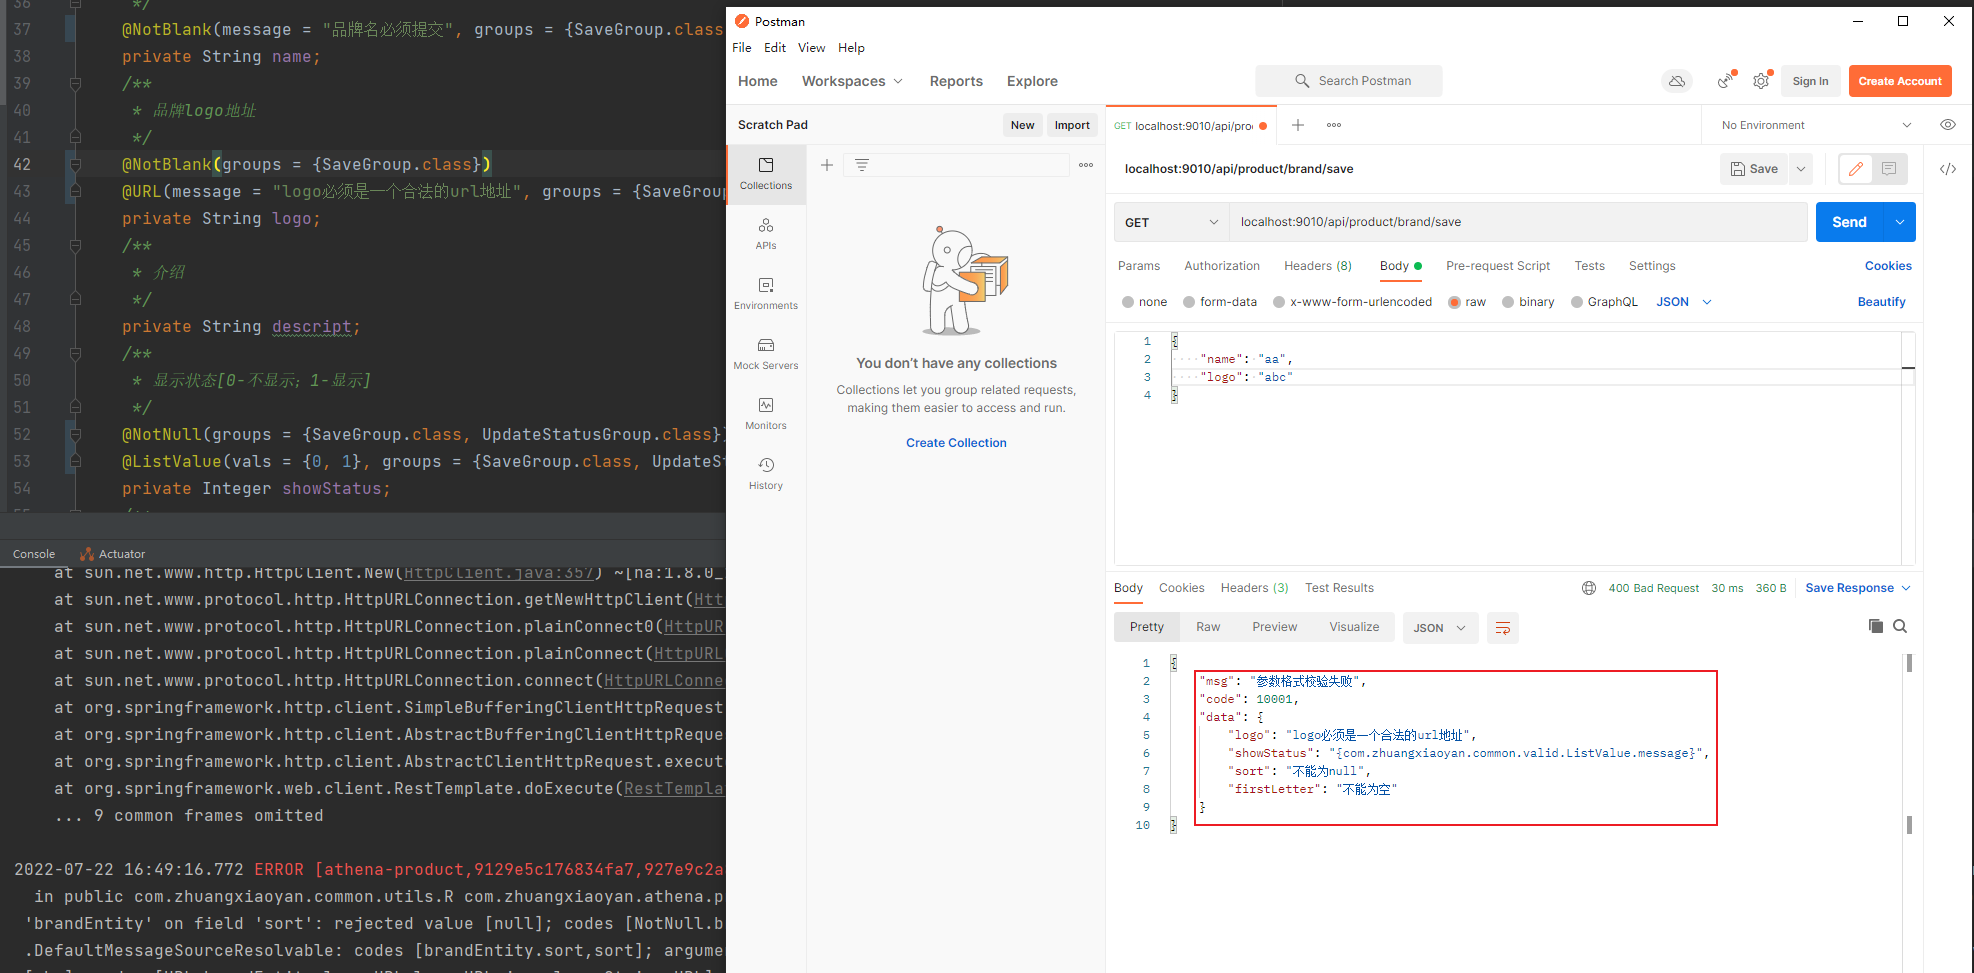 36 */
37 @NotBlank(message = "品牌名必须提交", groups = {SaveGroup.class
38 private String name;
39 /**
40 * 品牌logo地址
41 */
42 @NotBlank(groups = {SaveGroup.class})
43 @URL(message = "logo必须是一个合法的url地址", groups = {SaveGrou
44 private String logo;
45 /**
46 * 介绍
47 */
48 private String descript;
49 /**
50 * 显示状态[0-不显示；1-显示]
51 */
52 @NotNull(groups = {SaveGroup.class, UpdateStatusGroup.class}
53 @ListValue(vals = {0, 1}, groups = {SaveGroup.class, UpdateSt
54 private Integer showStatus;
Console Actuator
at sun.net.www.http.HttpClient.New(HttpClient.java:357) ~[na:1.8.0_
at sun.net.www.protocol.http.HttpURLConnection.getNewHttpClient(Htt
at sun.net.www.protocol.http.HttpURLConnection.plainConnect0(HttpUR
at sun.net.www.protocol.http.HttpURLConnection.plainConnect(HttpURL
at sun.net.www.protocol.http.HttpURLConnection.connect(HttpURLConne
at org.springframework.http.client.SimpleBufferingClientHttpRequest
at org.springframework.http.client.AbstractBufferingClientHttpReque
at org.springframework.http.client.AbstractClientHttpRequest.execut
at org.springframework.web.client.RestTemplate.doExecute(RestTempla
... 9 common frames omitted
2022-07-22 16:49:16.772 ERROR [athena-product,9129e5c176834fa7,927e9c2a
in public com.zhuangxiaoyan.common.utils.R com.zhuangxiaoyan.athena.p
'brandEntity' on field 'sort': rejected value [null]; codes [NotNull.b
.DefaultMessageSourceResolvable: codes [brandEntity.sort,sort]; argume
Postman
File Edit View Help
Home Workspaces Reports Explore Search Postman Sign In Create Account
Scratch Pad New Import
GET localhost:9010/api/pro No Environment
Collections
APIs
Environments
Mock Servers
Monitors
History
You don't have any collections
Collections let you group related requests,
making them easier to access and run.
Create Collection
localhost:9010/api/product/brand/save Save
GET localhost:9010/api/product/brand/save Send
Params Authorization Headers (8) Body Pre-request Script Tests Settings Cookies
none form-data x-www-form-urlencoded raw binary GraphQL JSON Beautify
1 {
2 "name": "aa",
3 "logo": "abc"
4 }
Body Cookies Headers (3) Test Results 400 Bad Request 30 ms 360 B Save Response
Pretty Raw Preview Visualize JSON
1 {
2 "msg": "参数格式校验失败",
3 "code": 10001,
4 "data": {
5 "logo": "logo必须是一个合法的url地址",
6 "showStatus": "{com.zhuangxiaoyan.common.valid.ListValue.message}",
7 "sort": "不能为null",
8 "firstLetter": "不能为空"
9 }
10 }